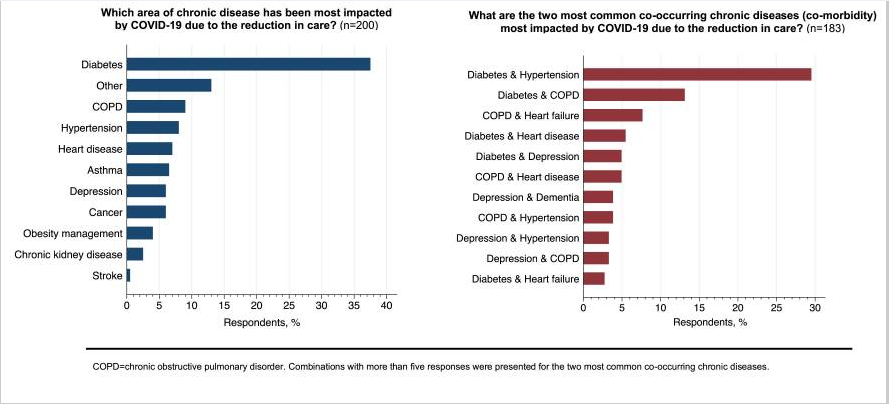 Which area of chronic disease has been most impacted
by COVID-19 due to the reduction in care? (n=200)
Diabetes
Other
COPD
Hypertension
Heart disease
Asthma
Depression
Cancer
Obesity management
Chronic kidney disease
Stroke
0 5 10 15 20 25 30 35 40
Respondents, %
What are the two most common co-occurring chronic diseases (co-morbidity)
most impacted by COVID-19 due to the reduction in care? (n=183)
Diabetes & Hypertension
Diabetes & COPD
COPD & Heart failure
Diabetes & Heart disease
Diabetes & Depression
COPD & Heart disease
Depression & Dementia
COPD & Hypertension
Depression & Hypertension
Depression & COPD
Diabetes & Heart failure
0 5 10 15 20 25 30
Respondents, %
COPD=chronic obstructive pulmonary disorder. Combinations with more than five responses were presented for the two most common co-occurring chronic diseases.